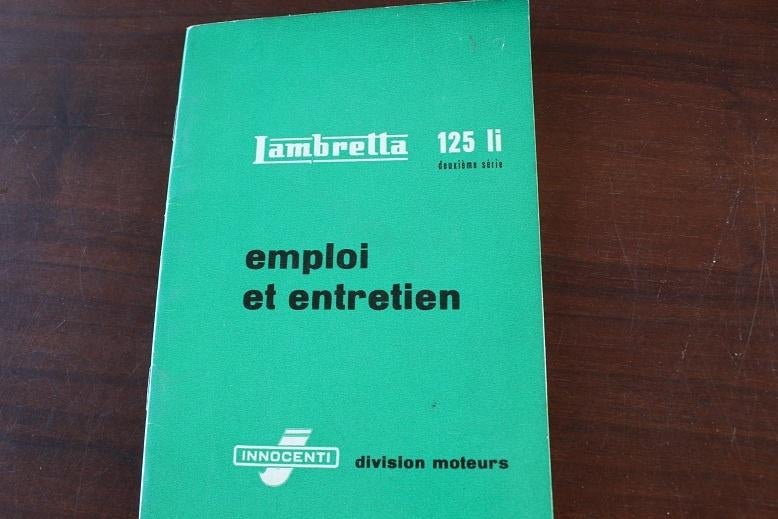 Lambretta 125 li
deuxième série
emploi
et entretien
INNOCENTI
division moteurs